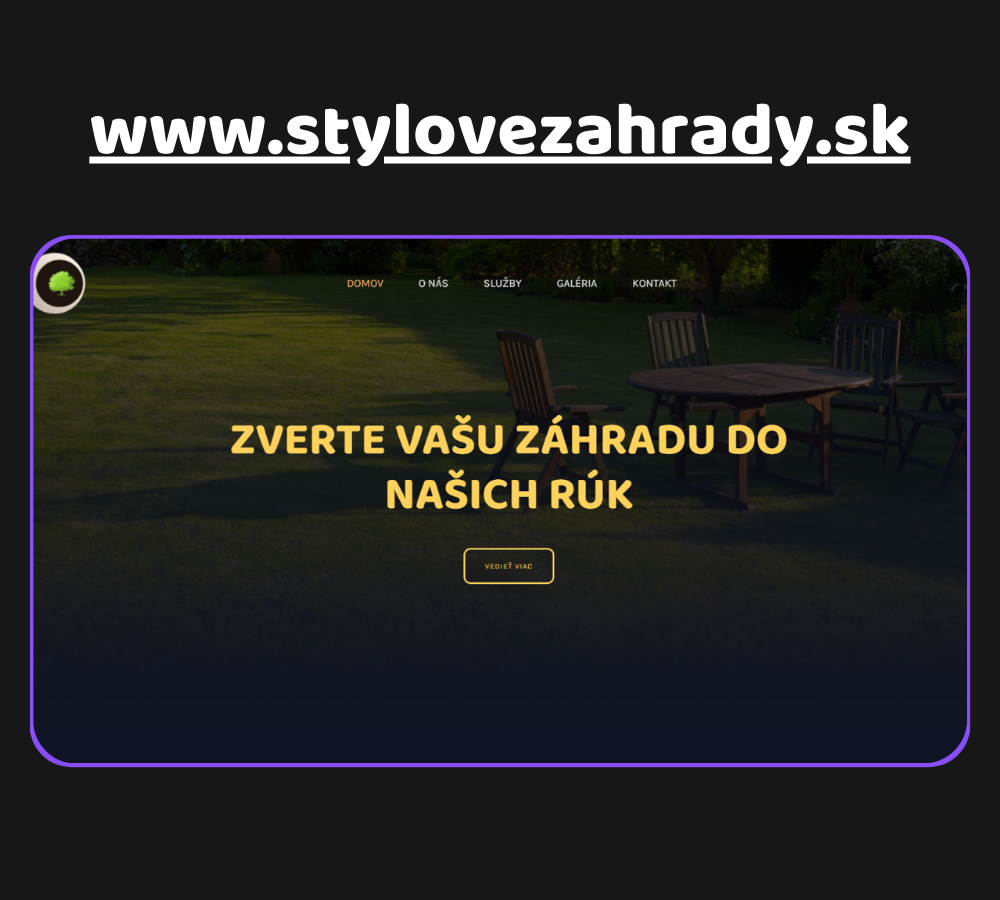 www.stylovezahrady.sk
DOMOV O NÁS SLUŽBY GALÉRIA KONTAKT
ZVERTE VAŠU ZÁHRADU DO
NAŠICH RÚK
VEDIEŤ VIAC